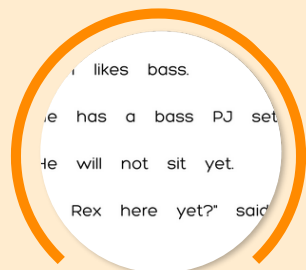 likes bass.
has a bass PJ set
will not sit yet.
Rex here yet?" said